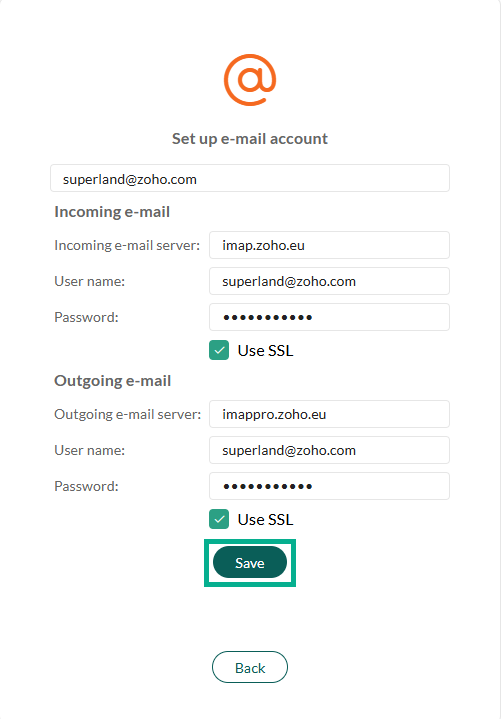 @
Set up e-mail account
superland@zoho.com
Incoming e-mail
Incoming e-mail server: imap.zoho.eu
User name: superland@zoho.com
Password: •••••••••••
Use SSL
Outgoing e-mail
Outgoing e-mail server: imappro.zoho.eu
User name: superland@zoho.com
Password: •••••••••••
Use SSL
Save
Back